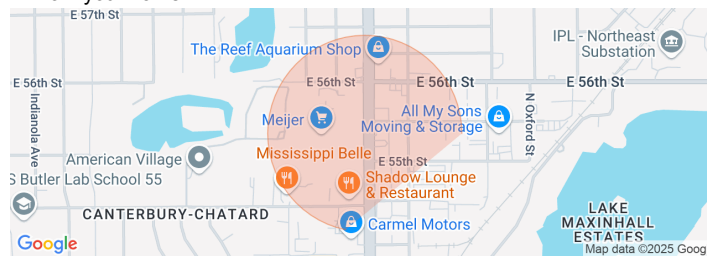 E 57th St
The Reef Aquarium Shop
IPL - Northeast
Substation
E 56th St
E 56th St
E 56th St
E 56th St
Indianola Ave
Meijer
All My Sons
Moving & Storage
N Oxford St
American Village
Mississippi Belle
E 55th St
S Butler Lab School 55
Shadow Lounge
& Restaurant
CANTERBURY-CHATARD
Carmel Motors
LAKE
MAXINHALL
ESTATES
Google
Map data ©2025 Goog